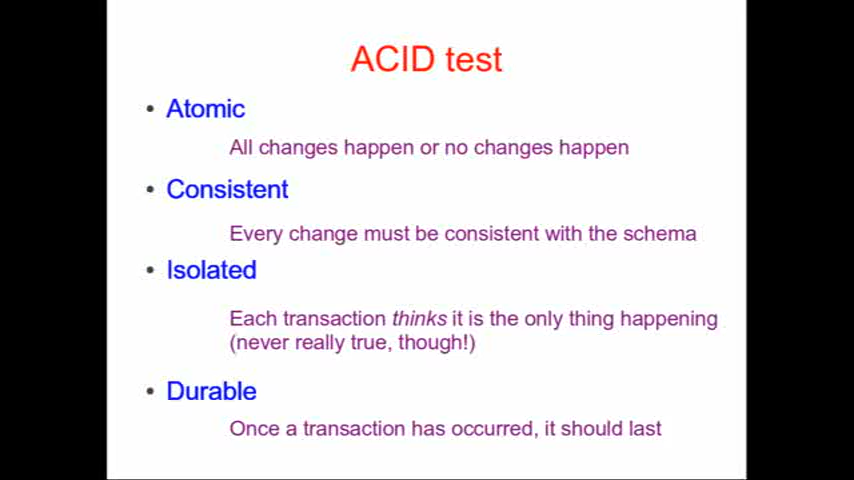 ACID test
• Atomic
All changes happen or no changes happen
• Consistent
Every change must be consistent with the schema
• Isolated
Each transaction thinks it is the only thing happening
(never really true, though!)
• Durable
Once a transaction has occurred, it should last